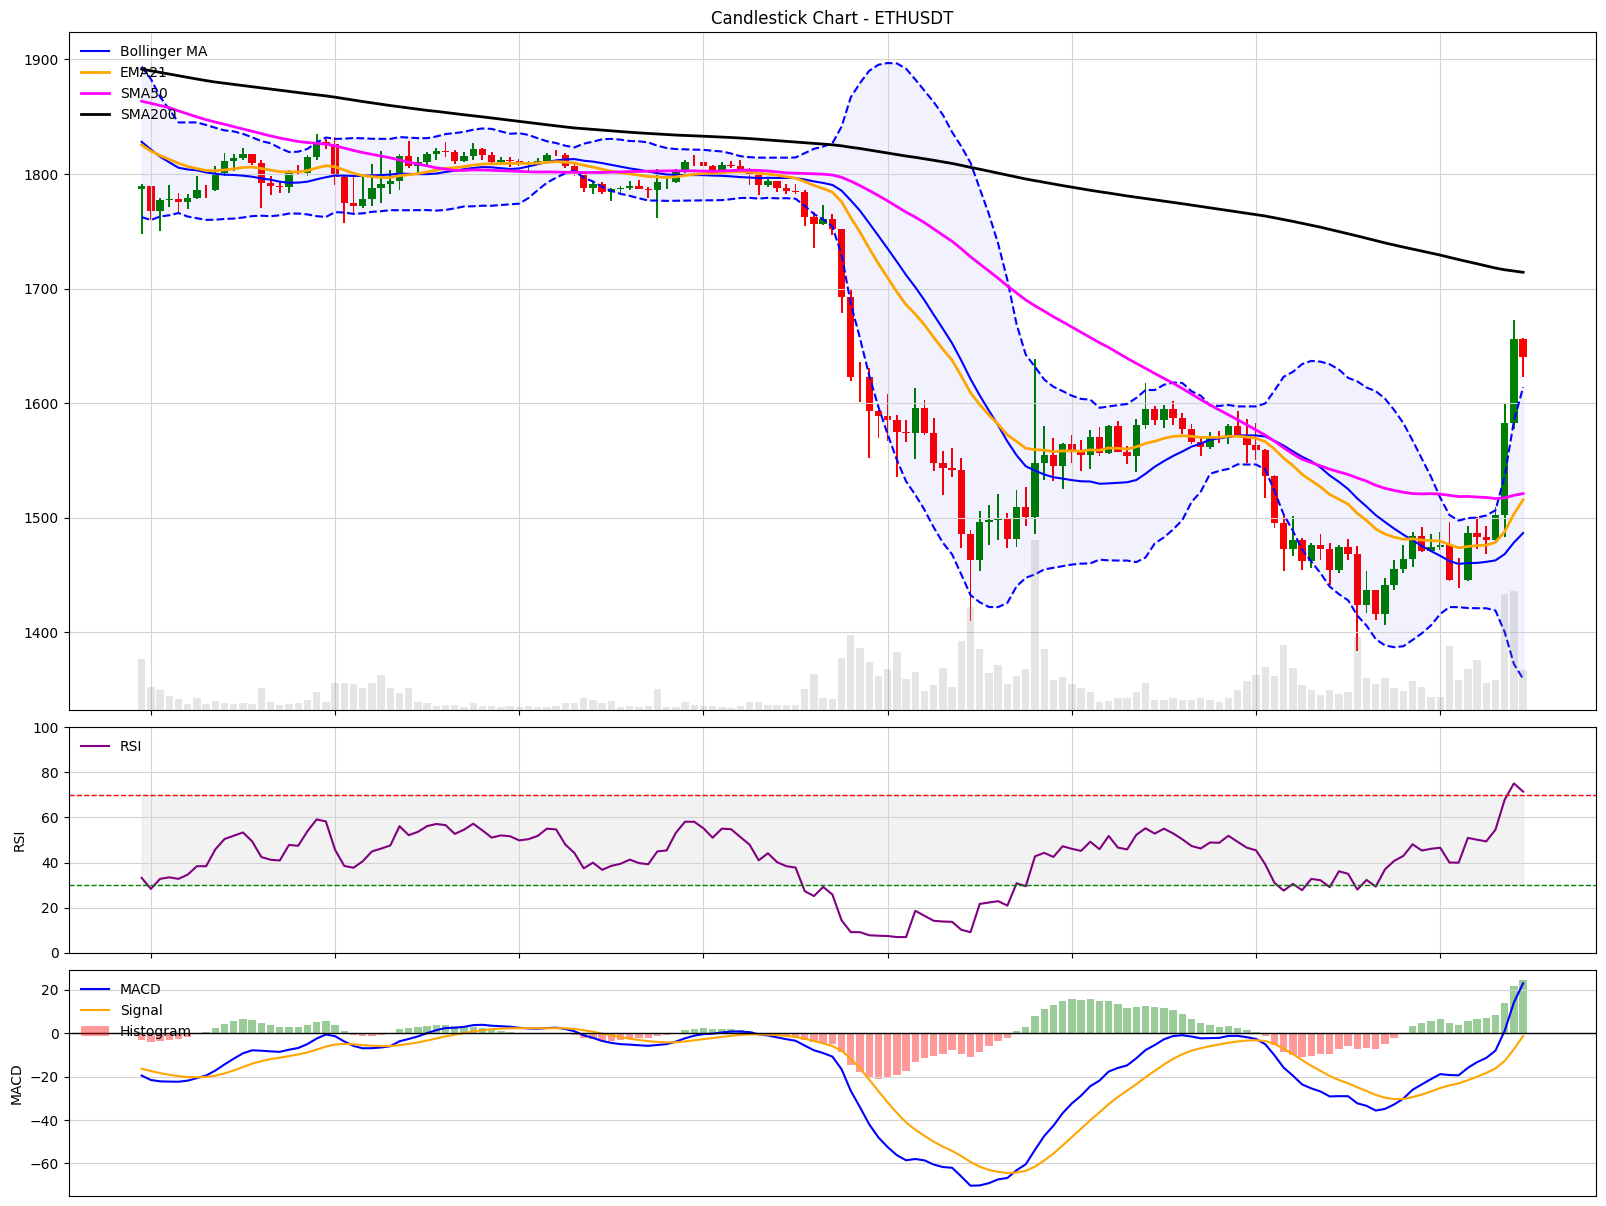 Candlestick Chart - ETHUSDT
Bollinger MA
EMA21
SMA50
SMA200
1900
1800
1700
1600
1500
1400
RSI
100
80
60
40
20
0
RSI
MACD
Signal
Histogram
20
0
−20
−40
−60
MACD